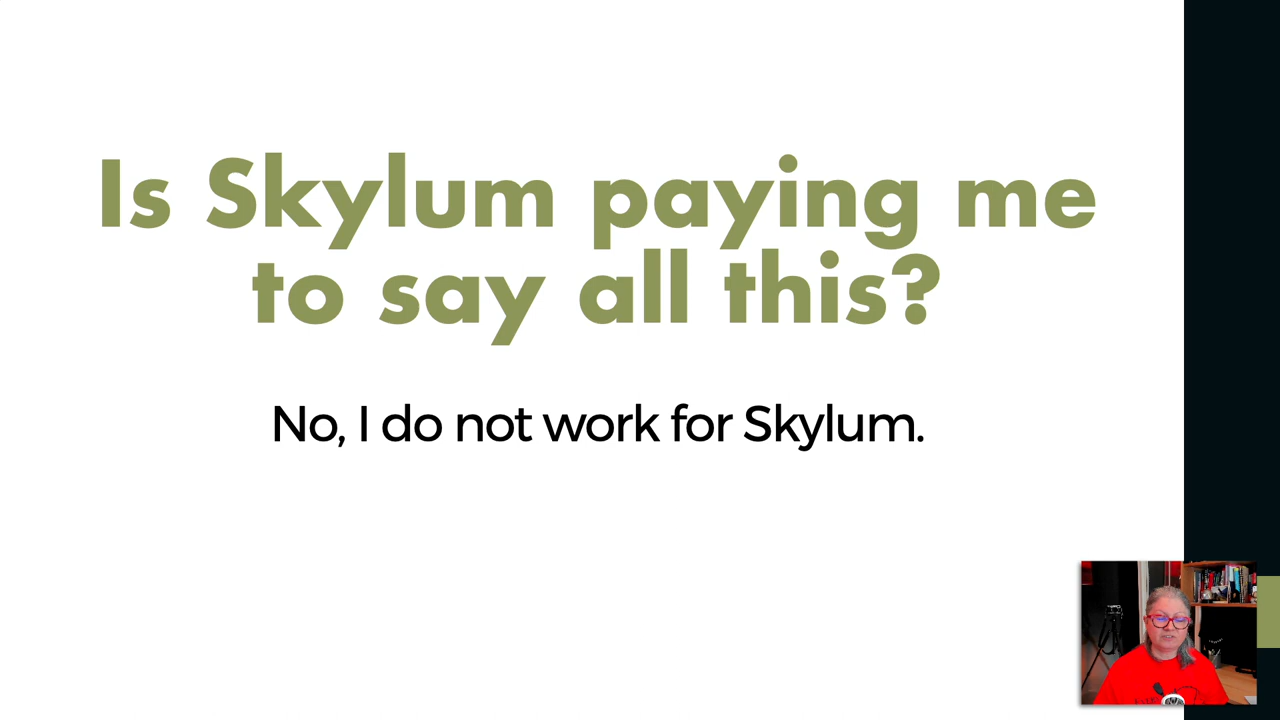 Is Skylum paying me
to say all this?
No, I do not work for Skylum.